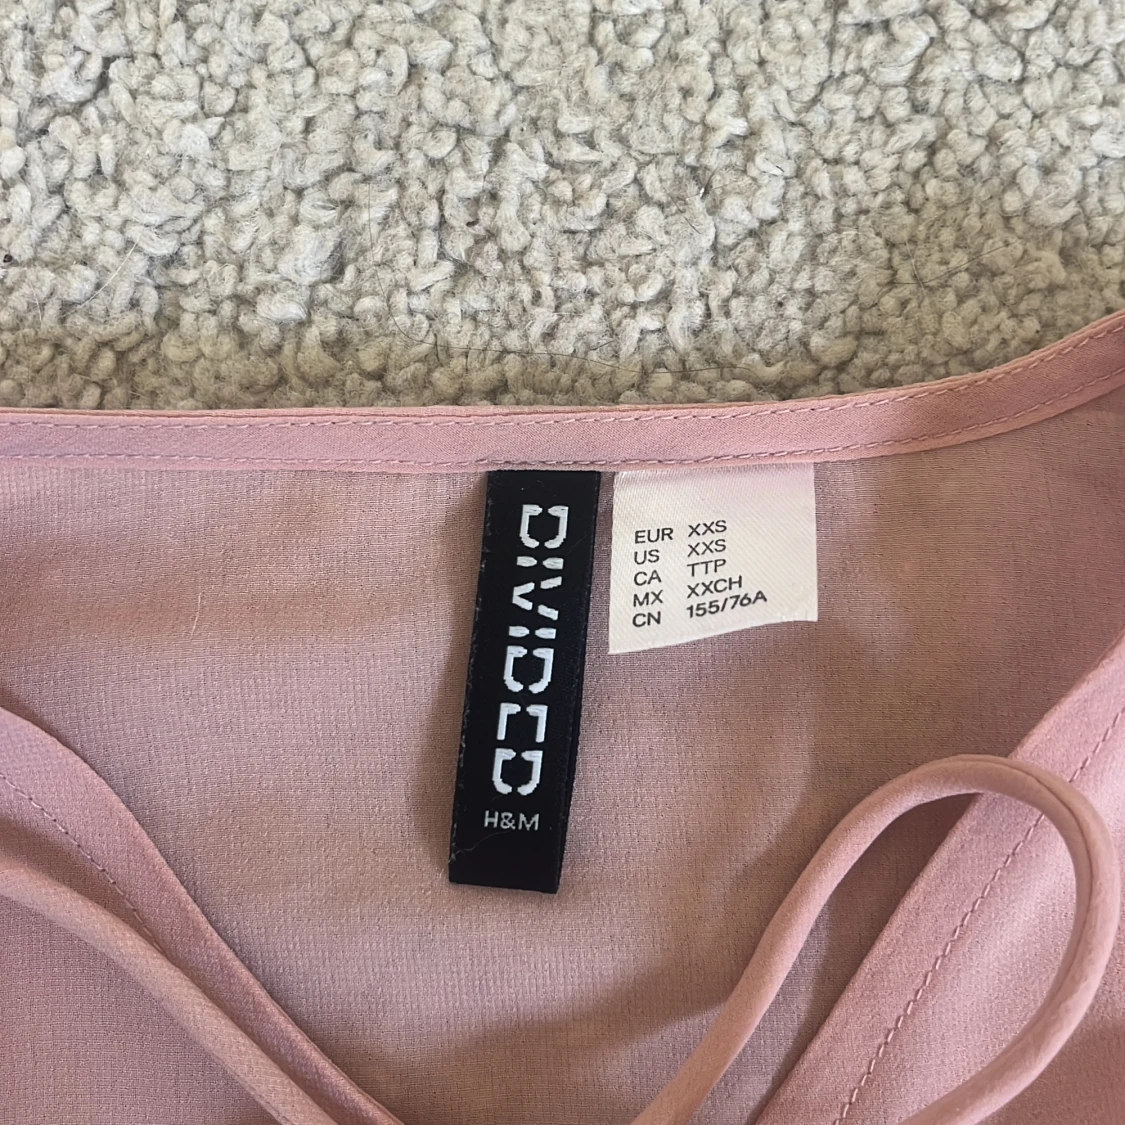 DIVIDED
H&M
EUR XXS
US XXS
CA TTP
MX XXCH
CN 155/76A